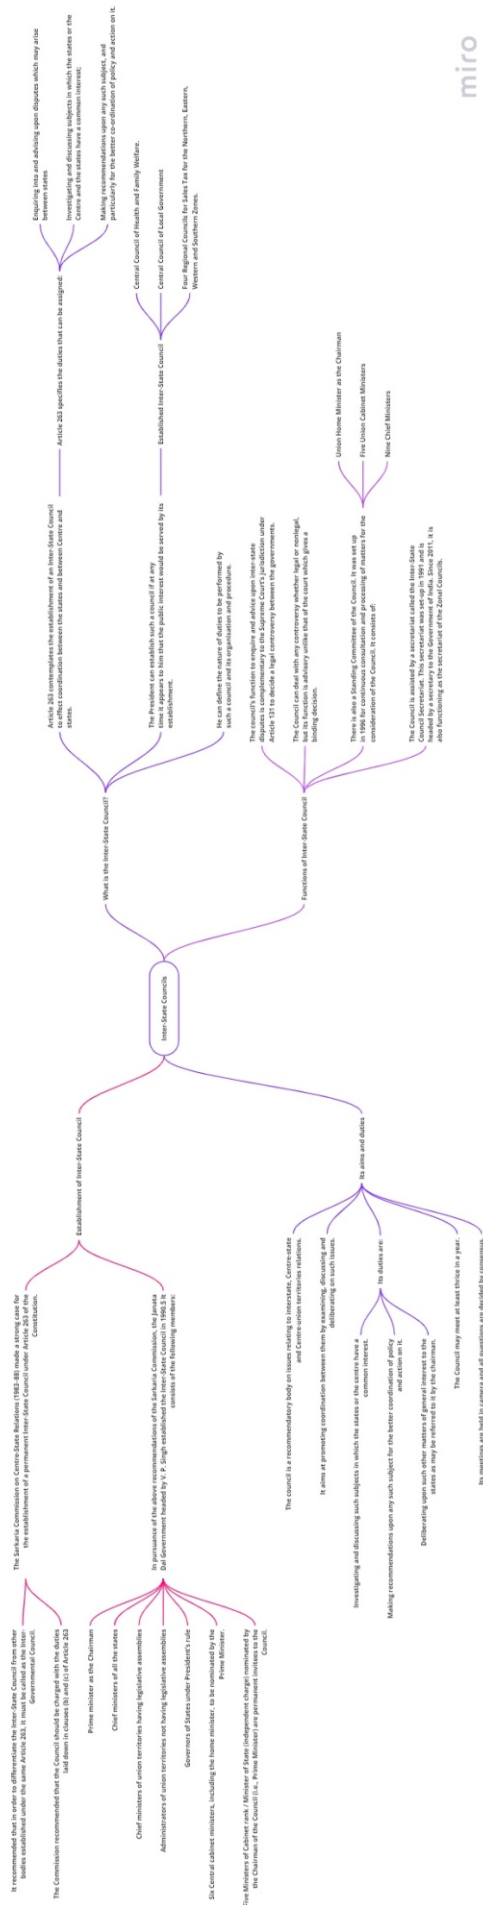 It recommended that in order to differentiate the Inter-State Council from other
bodies established under the same Article 263, it must be called as the Inter-
Governmental Council.
The Commission recommended that the Council should be charged with the duties
laid down in clauses (b) and (c) of Article 263
The Sarkaria Commission on Centre-State Relations (1983–88) made a strong case for
the establishment of a permanent Inter-State Council under Article 263 of the
Constitution.
Prime minister as the Chairman
Chief ministers of all the states
Chief ministers of union territories having legislative assemblies
Administrators of union territories not having legislative assemblies
Governors of States under President's rule
Six Central cabinet ministers, including the home minister, to be nominated by the
Prime Minister.
Five Ministers of Cabinet rank / Minister of State (independent charge) nominated by
the Chairman of the Council (i.e., Prime Minister) are permanent invitees to the
Council.
In pursuance of the above recommendations of the Sarkaria Commission, the Janata
Dal Government headed by V. P. Singh established the Inter-State Council in 1990.5 It
consists of the following members:
Establishment of Inter-State Council
The council is a recommendatory body on issues relating to interstate, Centre-state
and Centre-union territories relations.
It aims at promoting coordination between them by examining, discussing and
deliberating on such issues.
Investigating and discussing such subjects in which the states or the centre have a
common interest.
Making recommendations upon any such subject for the better coordination of policy
and action on it.
Deliberating upon such other matters of general interest to the
states as may be referred to it by the chairman.
Its duties are:
The Council may meet at least thrice in a year.
Its meetings are held in camera and all questions are decided by consensus
Its aims and duties
Inter-State Councils
What is the Inter-State Council?
Article 263 contemplates the establishment of an Inter-State Council
to effect coordination between the states and between Centre and
states.
Article 263 specifies the duties that can be assigned:
Enquiring into and advising upon disputes which may arise
between states
Investigating and discussing subjects in which the states or the
Centre and the states have a common interest;
Making recommendations upon any such subject, and
particularly for the better co-ordination of policy and action on it.
The President can establish such a council if at any
time it appears to him that the public interest would be served by its
establishment.
Established Inter-State Council
Central Council of Health and Family Welfare.
Central Council of Local Government
Four Regional Councils for Sales Tax for the Northern, Eastern,
Western and Southern Zones.
He can define the nature of duties to be performed by
such a council and its organisation and procedure.
Functions of Inter-State Council
The council's function to enquire and advice upon inter-state
disputes is complementary to the Supreme Court's jurisdiction under
Article 131 to decide a legal controversy between the governments.
The Council can deal with any controversy whether legal or nonlegal,
but its function is advisory unlike that of the court which gives a
binding decision.
There is also a Standing Committee of the Council. It was set up
in 1996 for continuous consultation and processing of matters for the
consideration of the Council. It consists of:
Union Home Minister as the Chairman
Five Union Cabinet Ministers
Nine Chief Ministers
The Council is assisted by a secretariat called the Inter-State
Council Secretariat. This secretariat was set-up in 1991 and is
headed by a secretary to the Government of India. Since 2011, it is
also functioning as the secretariat of the Zonal Councils.
miro